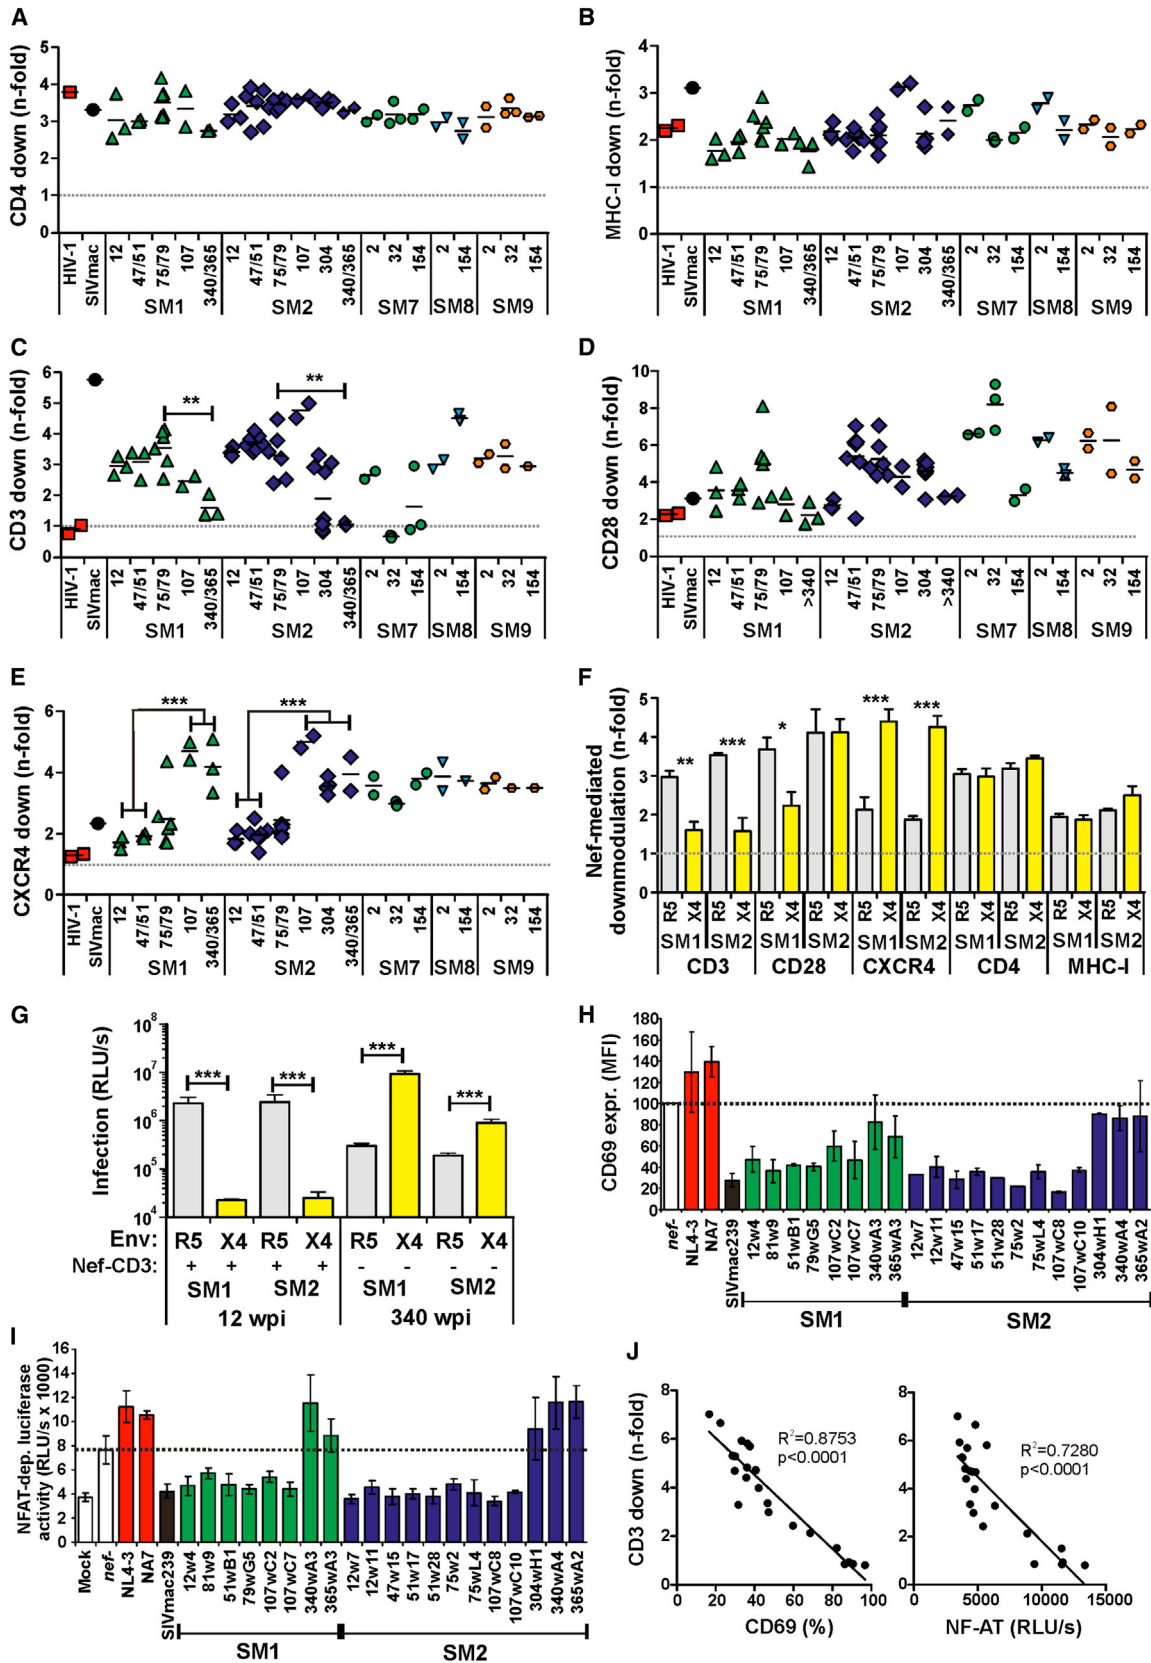 A
CD4 down (n-fold)
5
4
3
2
1
0
HIV-1
SIVmac
12
47/51
75/79
107
340/365
12
47/51
75/79
107
304
340/365
2
32
154
2
154
2
32
154
SM1
SM2
SM7
SM8
SM9
B
MHC-I down (n-fold)
4
3
2
1
0
HIV-1
SIVmac
12
47/51
75/79
107
340/365
12
47/51
75/79
107
304
340/365
2
32
154
2
154
2
32
154
SM1
SM2
SM7
SM8
SM9
C
CD3 down (n-fold)
6
5
4
3
2
1
0
**
**
HIV-1
SIVmac
12
47/51
75/79
107
340/365
12
47/51
75/79
107
304
340/365
2
32
154
2
154
2
32
154
SM1
SM2
SM7
SM8
SM9
D
CD28 down (n-fold)
10
8
6
4
2
0
HIV-1
SIVmac
12
47/51
75/79
107
>340
12
47/51
75/79
107
304
>340
2
32
154
2
154
2
32
154
SM1
SM2
SM7
SM8
SM9
E
CXCR4 down (n-fold)
6
4
2
0
***
***
HIV-1
SIVmac
12
47/51
75/79
107
340/365
12
47/51
75/79
107
304
340/365
2
32
154
2
154
2
32
154
SM1
SM2
SM7
SM8
SM9
F
Nef-mediated
downmodulation (n-fold)
5
4
3
2
1
0
**
***
*
***
***
R5 X4 R5 X4 R5 X4 R5 X4 R5 X4 R5 X4 R5 X4 R5 X4 R5 X4 R5 X4
SM1 SM2 SM1 SM2 SM1 SM2 SM1 SM2 SM1 SM2
CD3 CD28 CXCR4 CD4 MHC-I
G
Infection (RLU/s)
10^8
10^7
10^6
10^5
10^4
***
***
***
***
Env: R5 X4 R5 X4 R5 X4 R5 X4
Nef-CD3: + + + + - - - -
SM1 SM2 SM1 SM2
12 wpi 340 wpi
H
CD69 expr. (MFI)
180
160
140
120
100
80
60
40
20
0
nef-
NL4-3
NA7
SIVmac239
12w4
81w9
51wB1
79wG5
107wC2
107wC7
340wA3
365wA3
12w7
12w11
47w15
51w17
51w28
75w2
75wL4
107wC8
107wC10
304wH1
340wA4
365wA2
SM1
SM2
I
NFAT-dep. luciferase
activity (RLU/s x 1000)
16
14
12
10
8
6
4
2
0
Mock
nef-
NL4-3
NA7
SIVmac239
12w4
81w9
51wB1
79wG5
107wC2
107wC7
340wA3
365wA3
12w7
12w11
47w15
51w17
51w28
75w2
75wL4
107wC8
107wC10
304wH1
340wA4
365wA2
SM1
SM2
J
CD3 down (n-fold)
8
6
4
2
0
R²=0.8753
p<0.0001
0 20 40 60 80 100
CD69 (%)
8
6
4
2
0
R²=0.7280
p<0.0001
0 5000 10000 15000
NF-AT (RLU/s)